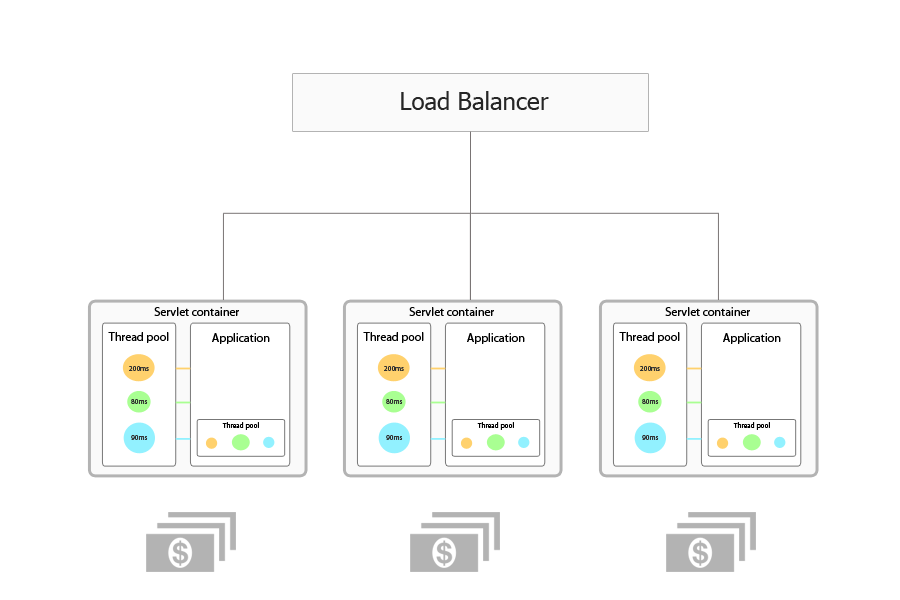 Load Balancer
Servlet container
Thread pool
Application
200ms
80ms
90ms
Thread pool
$
Servlet container
Thread pool
Application
200ms
80ms
90ms
Thread pool
$
Servlet container
Thread pool
Application
200ms
80ms
90ms
Thread pool
$